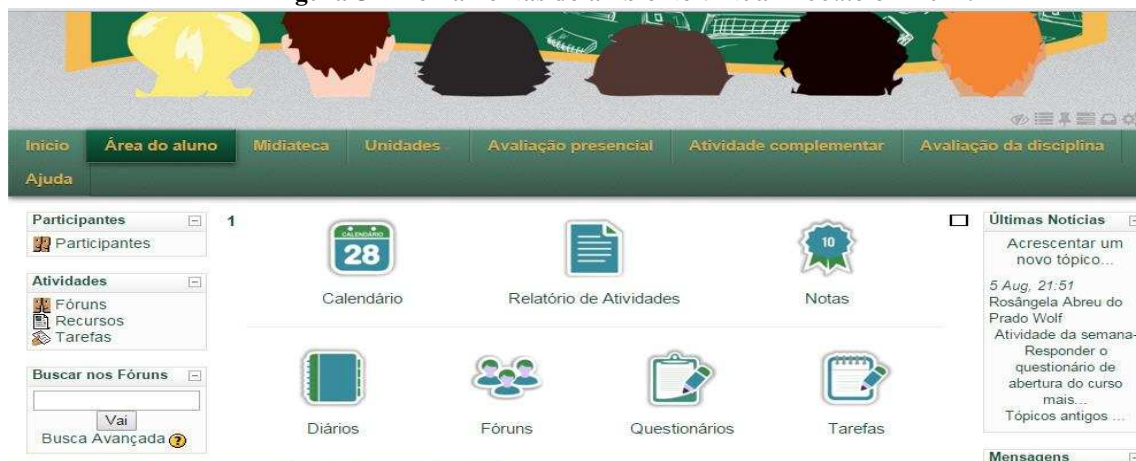 Início Área do aluno Midiateca Unidades Avaliação presencial Atividade complementar Avaliação da disciplina
Ajuda
Participantes
Participantes
Atividades
Fóruns
Recursos
Tarefas
Buscar nos Fóruns
Vai
Busca Avançada ?
1
CALENDÁRIO
28
Calendário
Relatório de Atividades
10
Notas
Diários
Fóruns
Questionários
Tarefas
Últimas Notícias
Acrescentar um
novo tópico...
5 Aug, 21:51
Rosângela Abreu do
Prado Wolf
Atividade da semana-
Responder o
questionário de
abertura do curso
mais...
Tópicos antigos ...
Mensagens